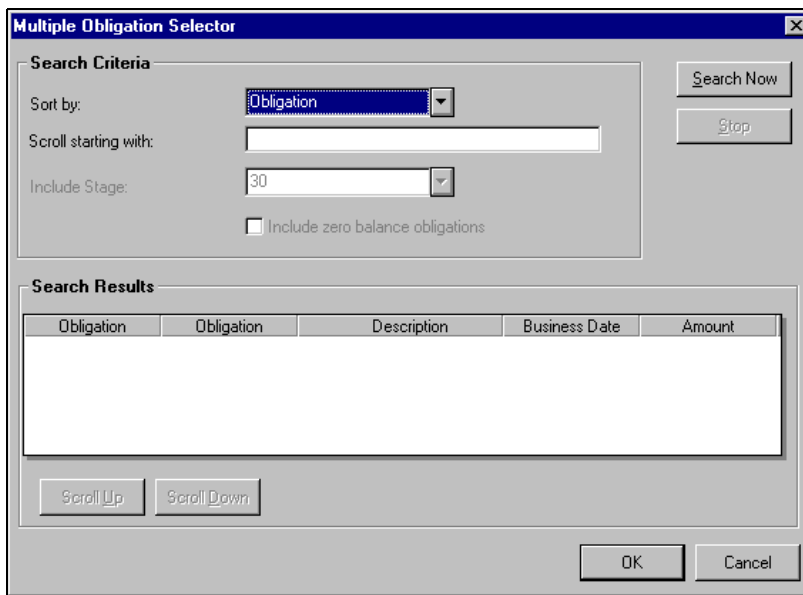 Multiple Obligation Selector
Search Criteria
Sort by: Obligation
Search Now
Scroll starting with:
Stop
Include Stage: 30
Include zero balance obligations
Search Results
Obligation Obligation Description Business Date Amount
Scroll Up Scroll Down
OK Cancel